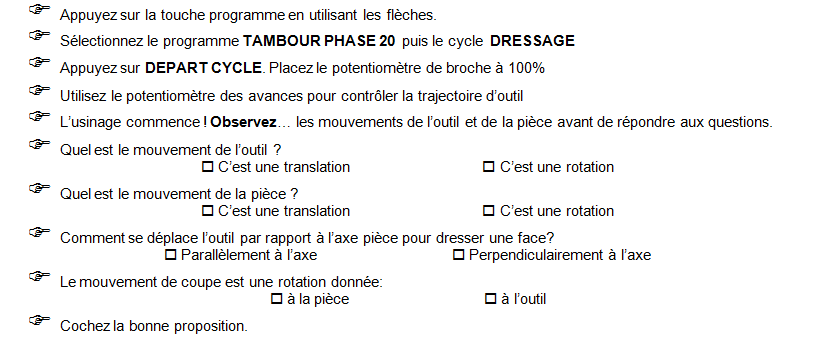 ☞ Appuyez sur la touche programme en utilisant les flèches.
☞ Sélectionnez le programme TAMBOUR PHASE 20 puis le cycle DRESSAGE
☞ Appuyez sur DEPART CYCLE. Placez le potentiomètre de broche à 100%
☞ Utilisez le potentiomètre des avances pour contrôler la trajectoire d’outil
☞ L’usinage commence ! Observez… les mouvements de l’outil et de la pièce avant de répondre aux questions.
☞ Quel est le mouvement de l’outil ?
☐ C’est une translation ☐ C’est une rotation
☞ Quel est le mouvement de la pièce ?
☐ C’est une translation ☐ C’est une rotation
☞ Comment se déplace l’outil par rapport à l’axe pièce pour dresser une face?
☐ Parallèlement à l’axe ☐ Perpendiculairement à l’axe
☞ Le mouvement de coupe est une rotation donnée:
☐ à la pièce ☐ à l’outil
☞ Cochez la bonne proposition.